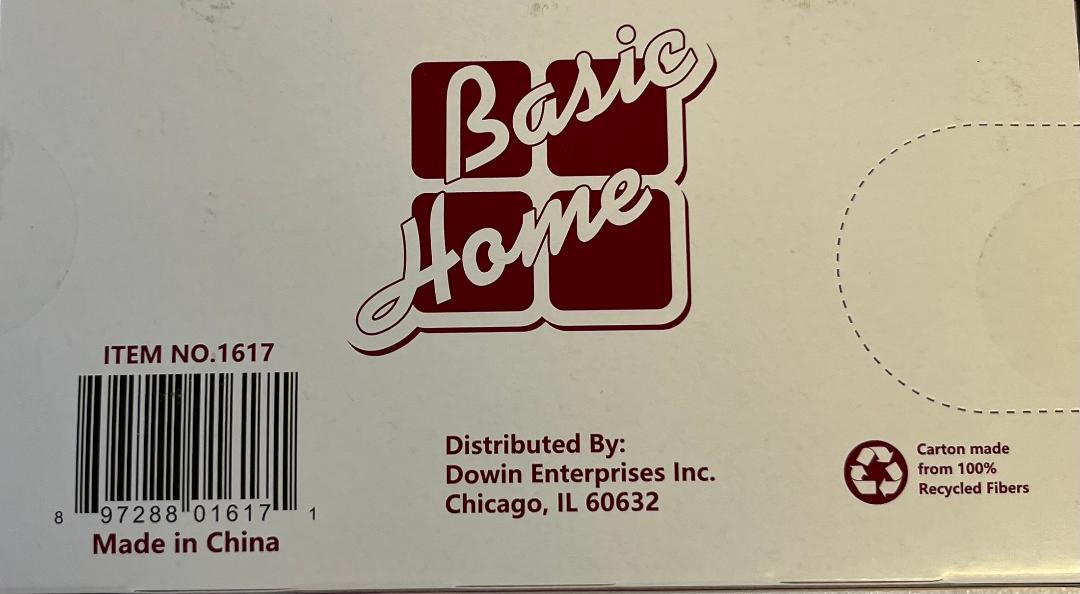 Basic
Home
ITEM NO.1617
8 97288 01617 1
Made in China
Distributed By:
Dowin Enterprises Inc.
Chicago, IL 60632
Carton made
from 100%
Recycled Fibers